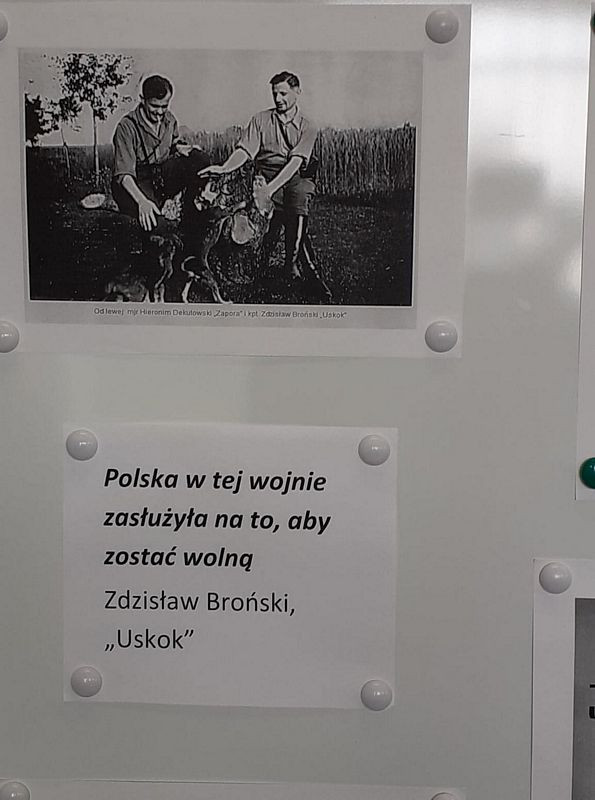 Od lewej mjr Hieronim Dekutowski „Zapora" i kpt. Zdzisław Broński „Uskok"
Polska w tej wojnie
zasłużyła na to, aby
zostać wolną
Zdzisław Broński,
„Uskok”